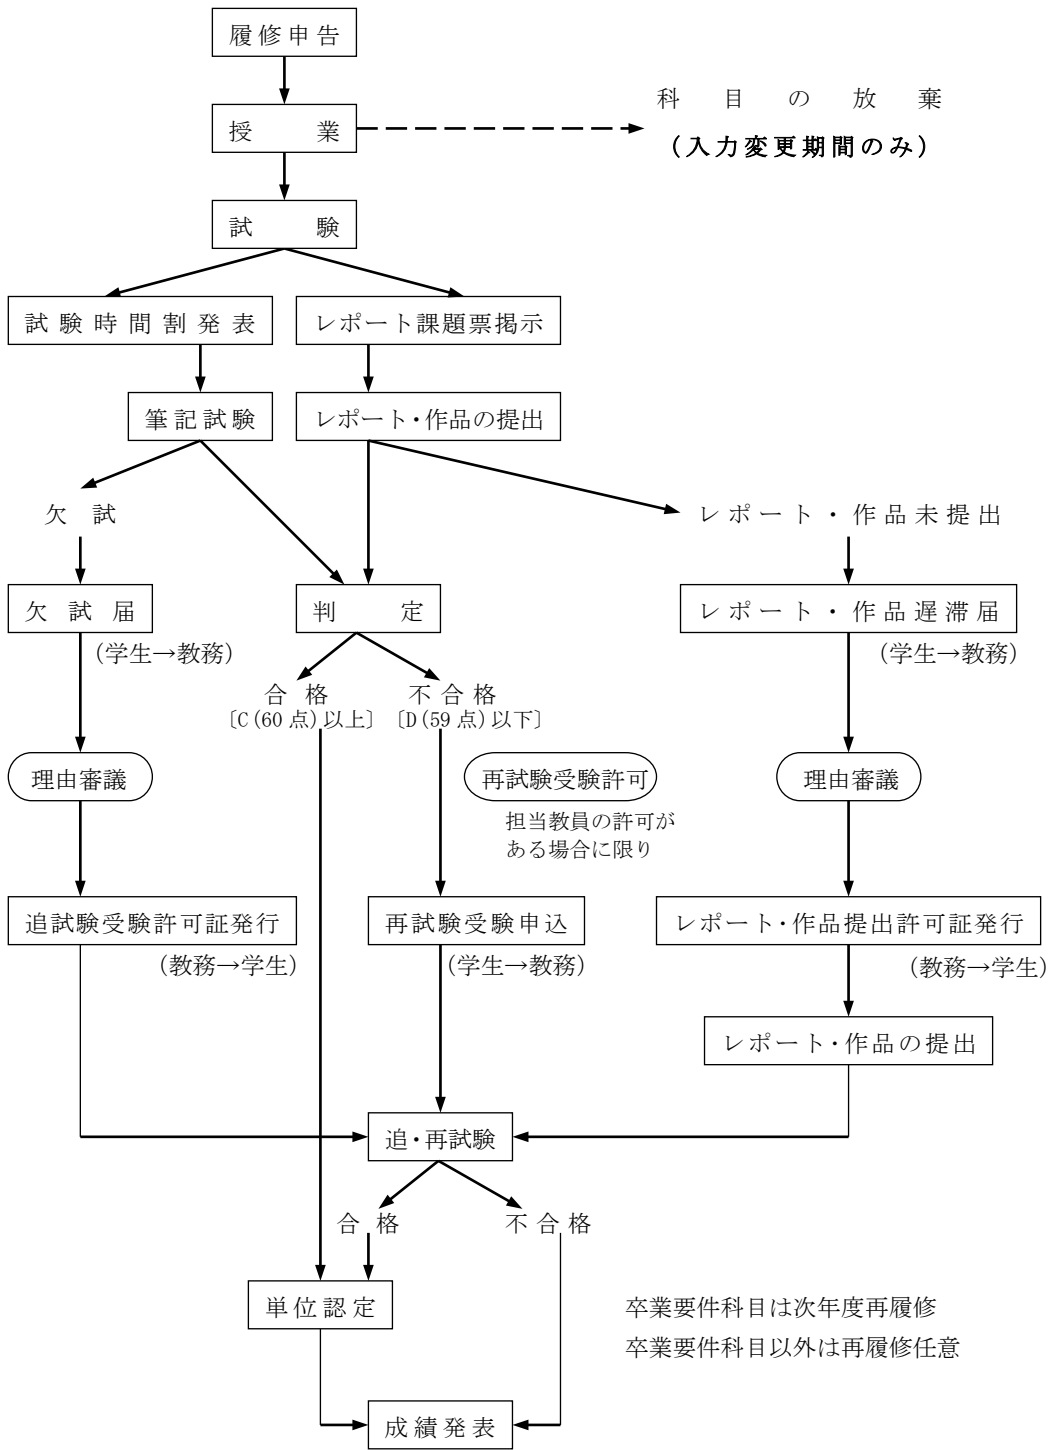 履修申告
科目の放棄
授業
(入力変更期間のみ)
試験
試験時間割発表
レポート課題票掲示
筆記試験
レポート・作品の提出
欠試
レポート・作品未提出
欠試届
判定
レポート・作品遅滞届
(学生→教務)
(学生→教務)
合格
不合格
〔C(60点)以上〕
〔D(59点)以下〕
理由審議
再試験受験許可
理由審議
担当教員の許可が
ある場合に限り
追試験受験許可証発行
再試験受験申込
レポート・作品提出許可証発行
(教務→学生)
(学生→教務)
(教務→学生)
レポート・作品の提出
追・再試験
合格
不合格
単位認定
卒業要件科目は次年度再履修
卒業要件科目以外は再履修任意
成績発表